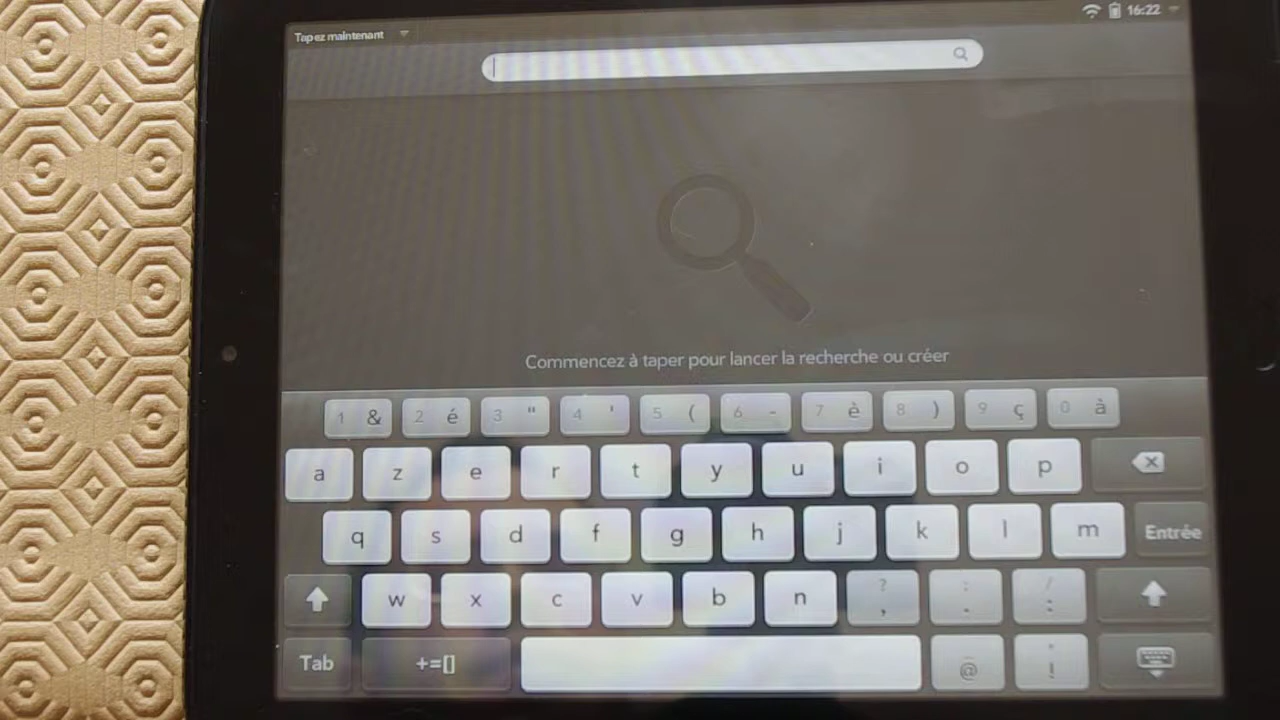 Tapez maintenant
16:22
Commencez à taper pour lancer la recherche ou créer
1 & 2 é 3 " 4 ' 5 ( 6 - 7 è 8 ) 9 ç 0 à
a z e r t y u i o p
q s d f g h j k l m Entrée
w x c v b n ? ,
Tab +=[] @ !